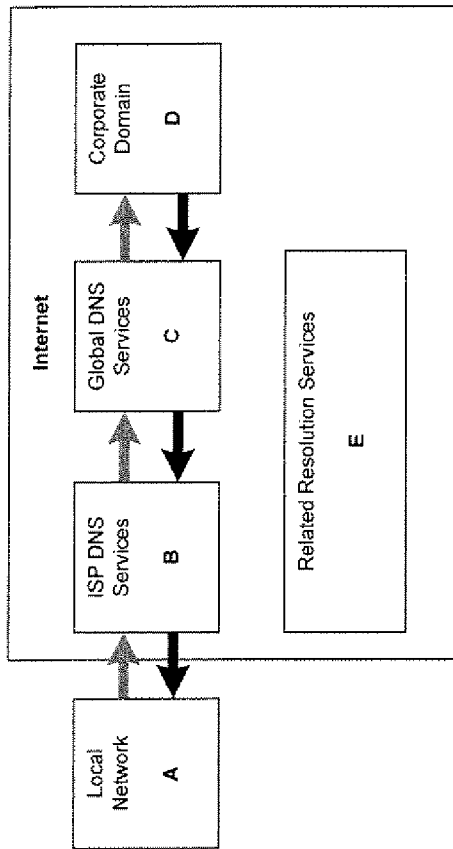 Internet
Local
Network
A
ISP DNS
Services
B
Global DNS
Services
C
Corporate
Domain
D
Related Resolution Services
E